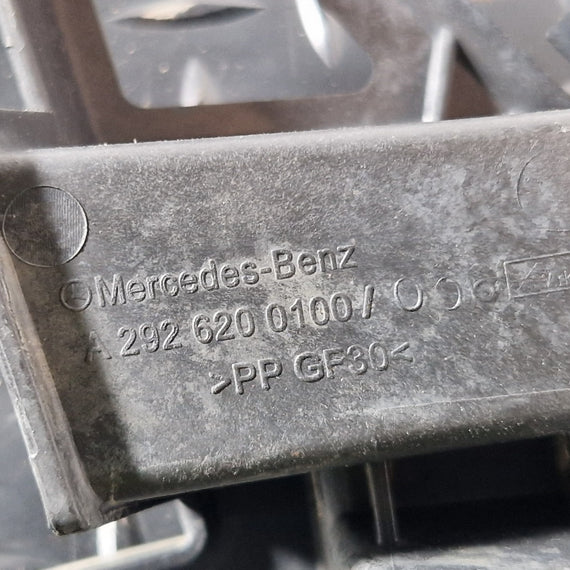 Mercedes-Benz
A 292 620 0100/
>PP GF30<